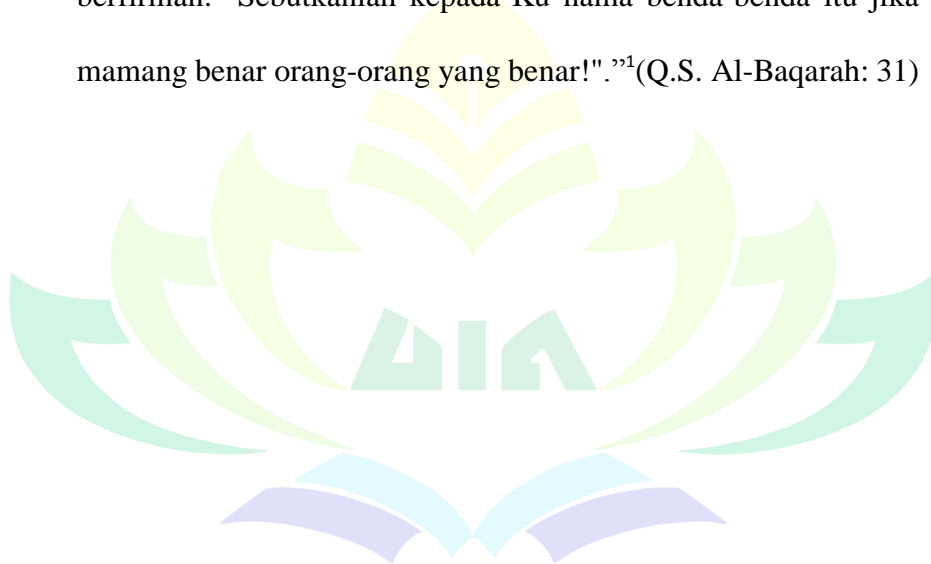 berfirman: "Sebutkanlah kepada Ku nama benda-benda itu jika
mamang benar orang-orang yang benar!"."¹(Q.S. Al-Baqarah: 31)
UIN